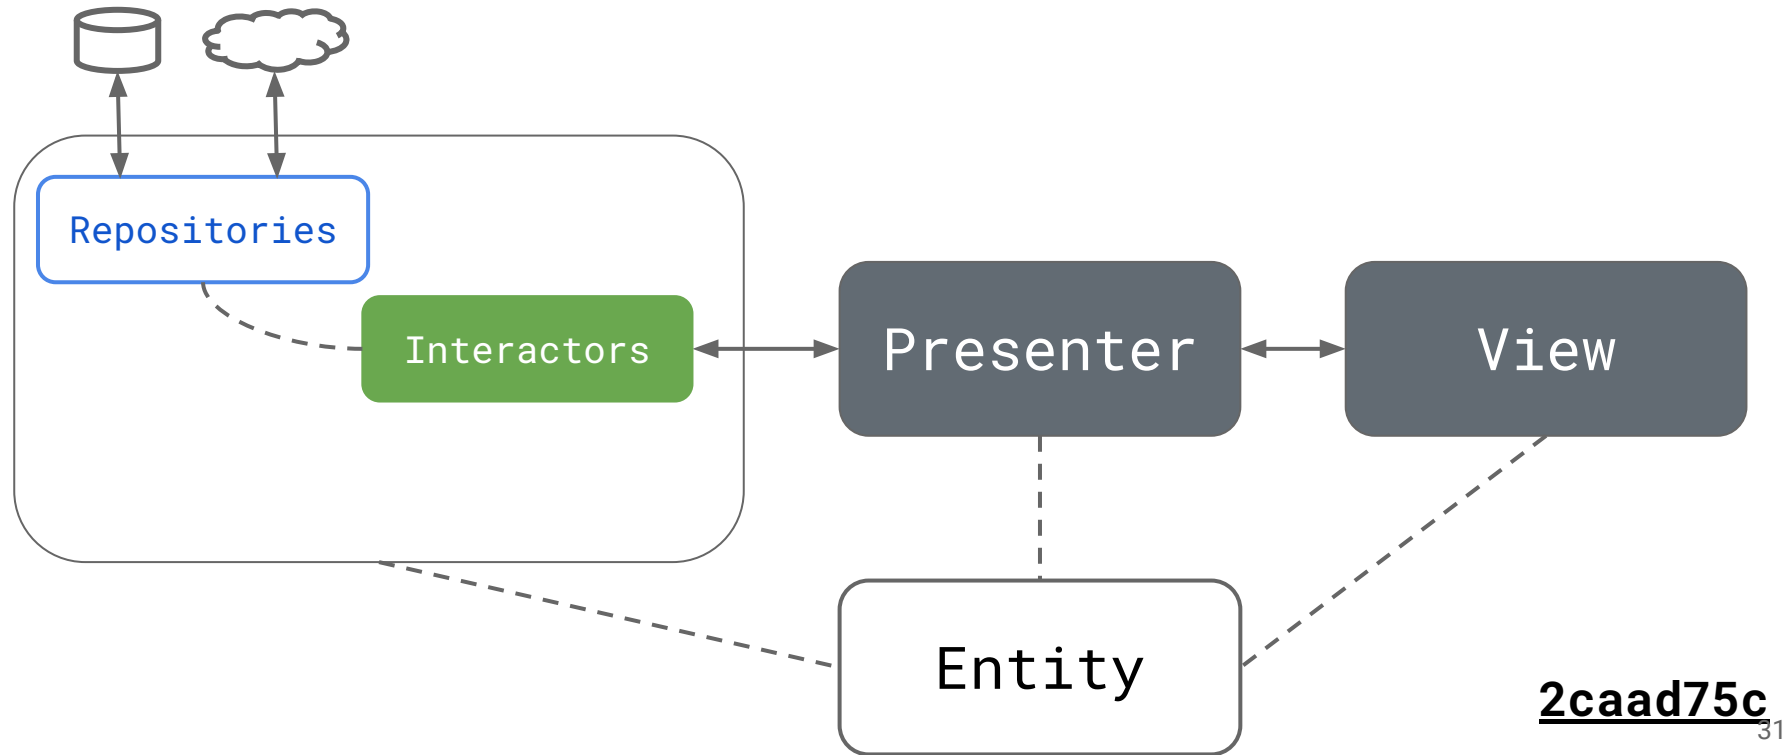 Repositories
Interactors
Presenter
View
Entity
2caad75c
31